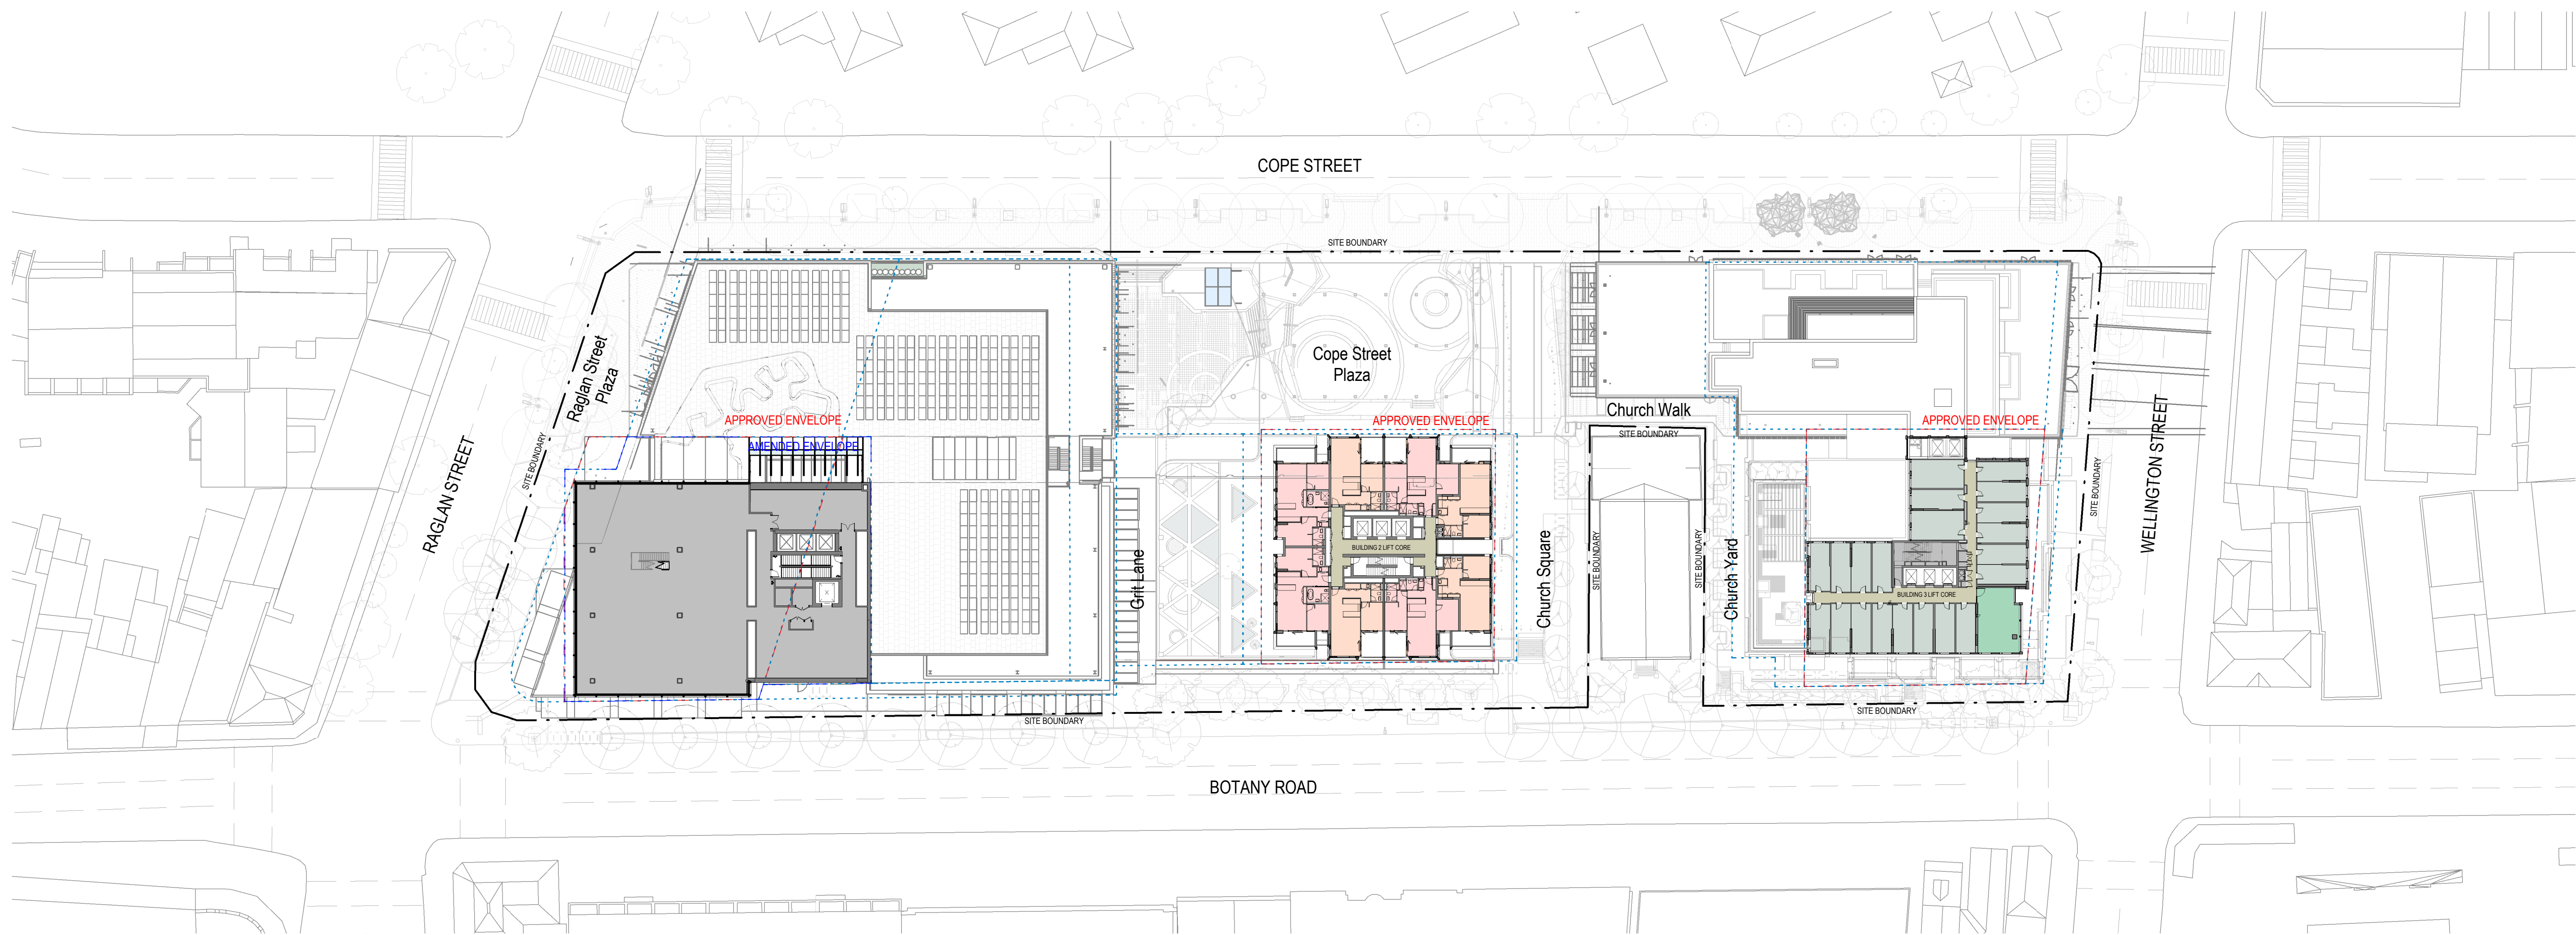 COPE STREET
SITE BOUNDARY
Raglan Street
Plaza
Cope Street
Plaza
Church Walk
APPROVED ENVELOPE
APPROVED ENVELOPE
APPROVED ENVELOPE
AMENDED ENVELOPE
SITE BOUNDARY
SITE BOUNDARY
SITE BOUNDARY
RAGLAN STREET
WELLINGTON STREET
Grit Lane
BUILDING 2 LIFT CORE
Church Square
SITE BOUNDARY
SITE BOUNDARY
Church Yard
BUILDING 3 LIFT CORE
SITE BOUNDARY
SITE BOUNDARY
BOTANY ROAD